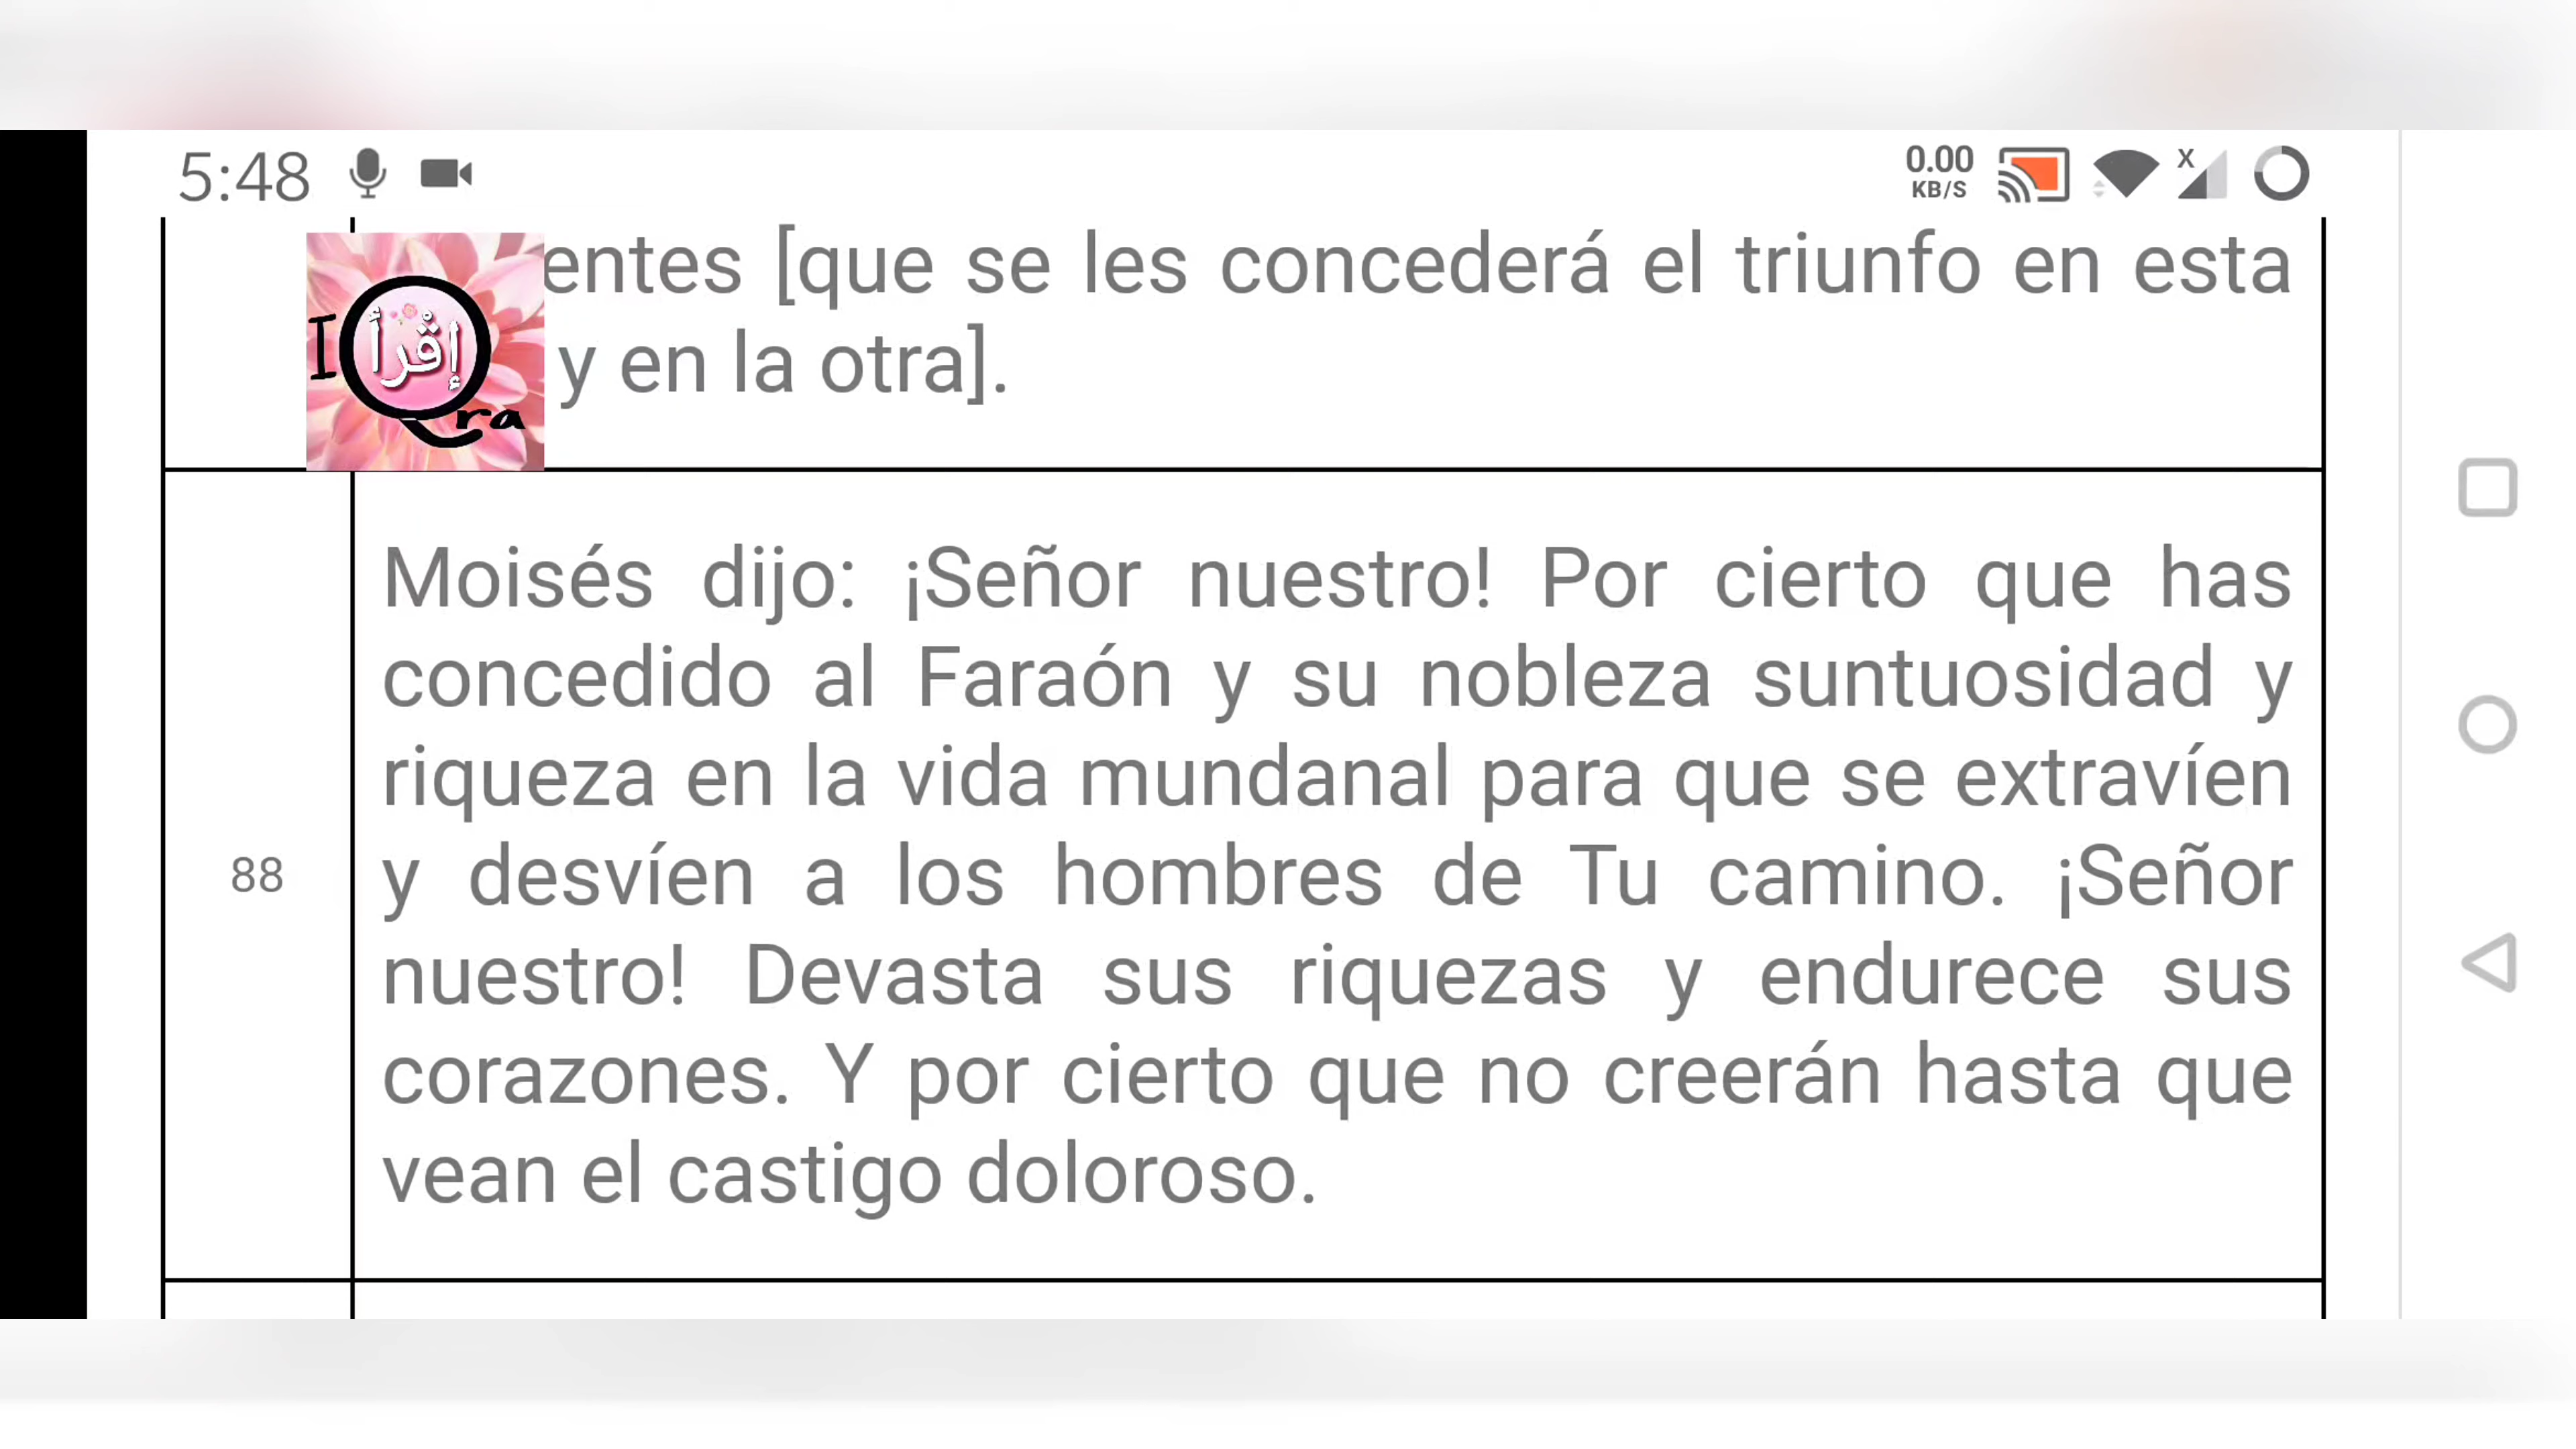 5:48
0.00
KB/S
entes [que se les concederá el triunfo en esta
y en la otra].
إقْرأ
I
ra
88
Moisés dijo: ¡Señor nuestro! Por cierto que has
concedido al Faraón y su nobleza suntuosidad y
riqueza en la vida mundanal para que se extravíen
y desvíen a los hombres de Tu camino. ¡Señor
nuestro! Devasta sus riquezas y endurece sus
corazones. Y por cierto que no creerán hasta que
vean el castigo doloroso.